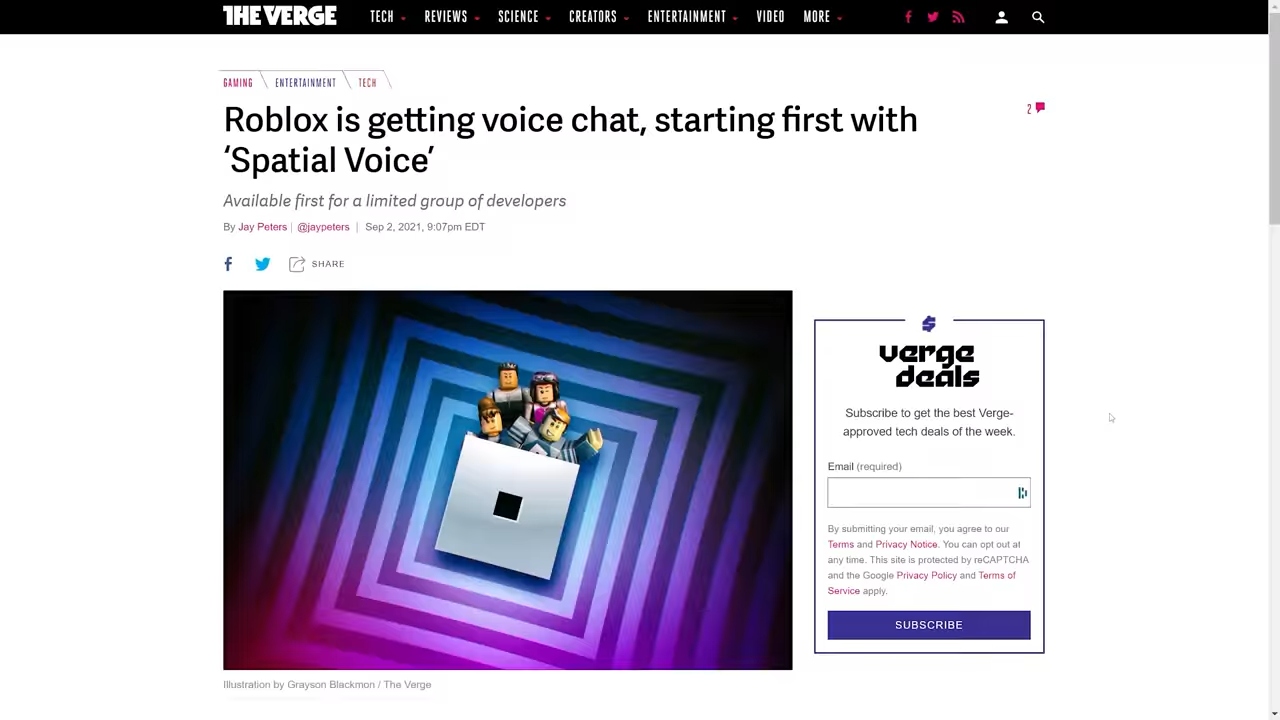 THE VERGE
TECH REVIEWS SCIENCE CREATORS ENTERTAINMENT VIDEO MORE
GAMING ENTERTAINMENT TECH
Roblox is getting voice chat, starting first with
‘Spatial Voice’
2
Available first for a limited group of developers
By Jay Peters | @jaypeters | Sep 2, 2021, 9:07pm EDT
SHARE
verge
deals
Subscribe to get the best Verge-
approved tech deals of the week.
Email (required)
By submitting your email, you agree to our
Terms and Privacy Notice. You can opt out at
any time. This site is protected by reCAPTCHA
and the Google Privacy Policy and Terms of
Service apply.
SUBSCRIBE
Illustration by Grayson Blackmon / The Verge